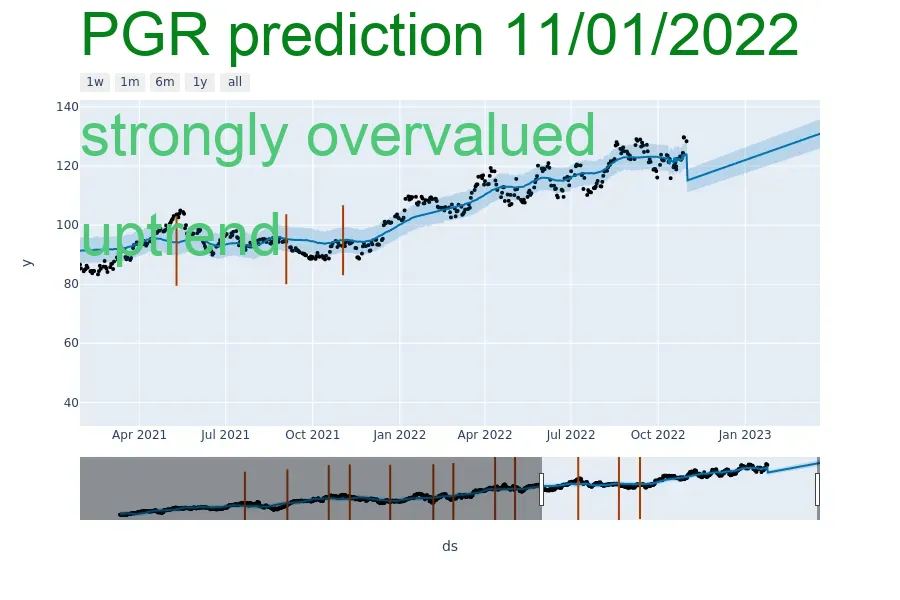 PGR prediction 11/01/2022
1w 1m 6m 1y all
140
strongly overvalued
120
100
uptrend
y
80
60
40
Apr 2021 Jul 2021 Oct 2021 Jan 2022 Apr 2022 Jul 2022 Oct 2022 Jan 2023
ds